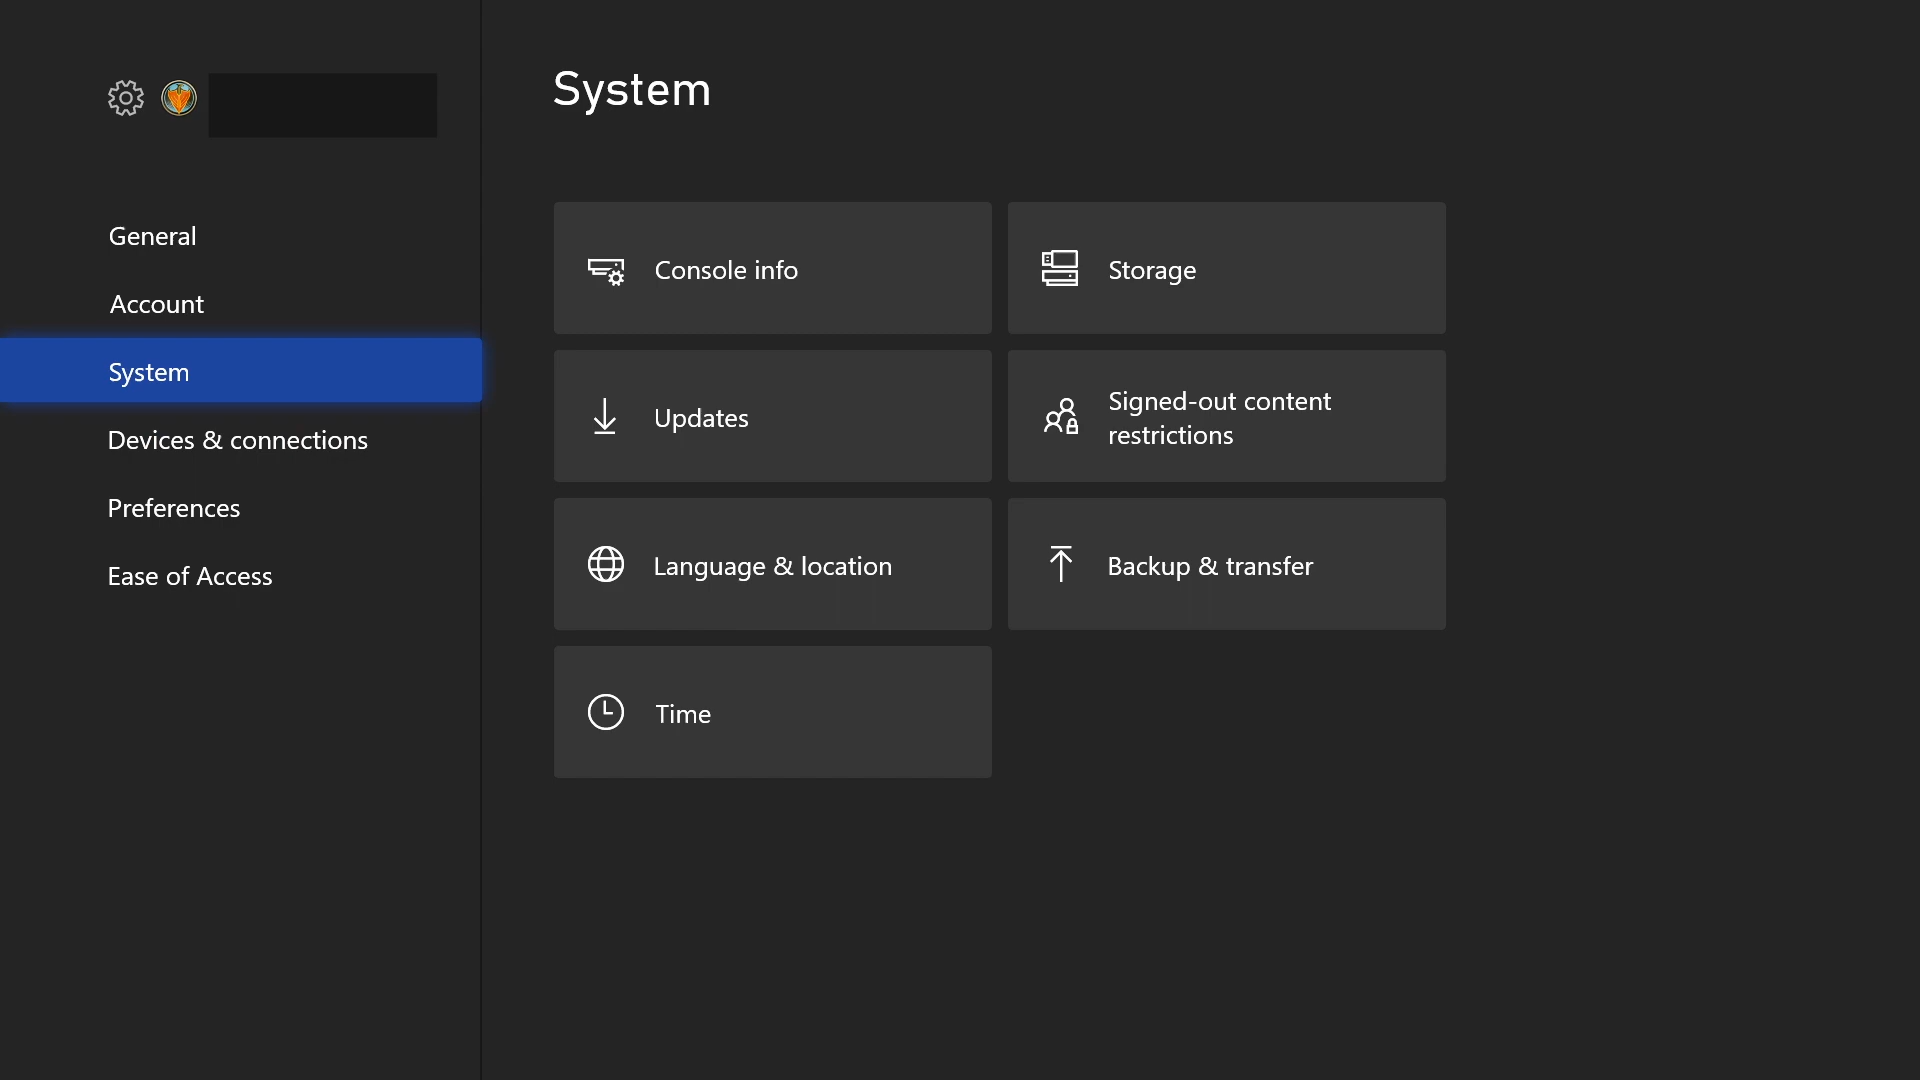 General
Account
System
Devices & connections
Preferences
Ease of Access
System
Console info
Storage
Updates
Signed-out content
restrictions
Language & location
Backup & transfer
Time